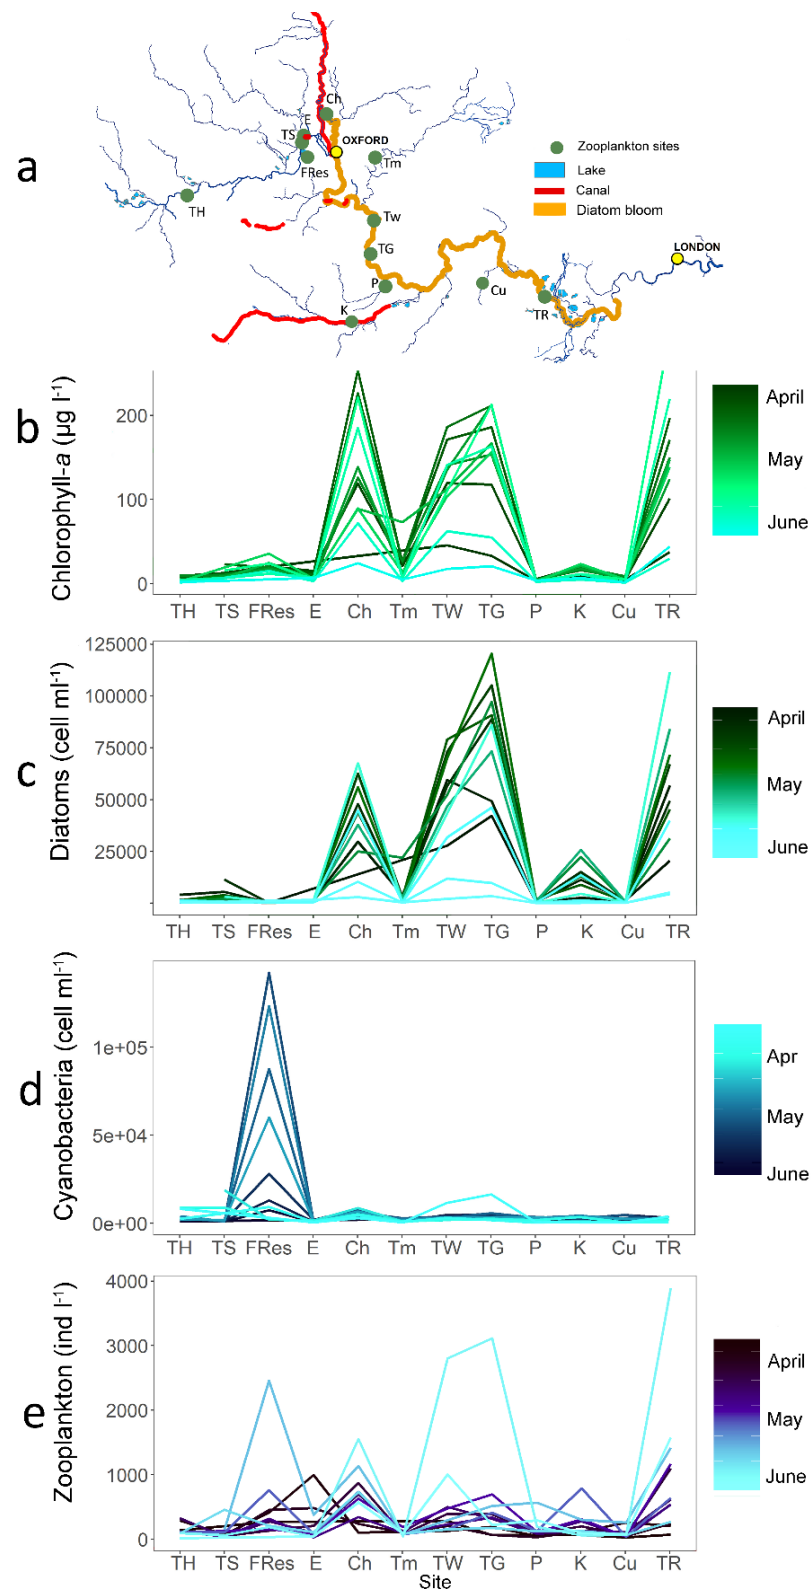 a
Ch
E
TS
OXFORD
FRes
Tm
TH
Tw
TG
P
K
Cu
TR
LONDON
Zooplankton sites
Lake
Canal
Diatom bloom
b
Chlorophyll-a (µg l-1)
200
100
0
TH TS FRes E Ch Tm TW TG P K Cu TR
April
May
June
c
Diatoms (cell ml-1)
125000
100000
75000
50000
25000
TH TS FRes E Ch Tm TW TG P K Cu TR
April
May
June
d
Cyanobacteria (cell ml-1)
1e+05
5e+04
0e+00
TH TS FRes E Ch Tm TW TG P K Cu TR
Apr
May
June
e
Zooplankton (ind l-1)
4000
3000
2000
1000
0
TH TS FRes E Ch Tm TW TG P K Cu TR
Site
April
May
June